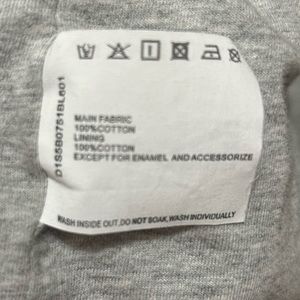 D1S5B0751BL601
MAIN FABRIC
100%COTTON
LINING
100%COTTON
EXCEPT FOR ENAMEL AND ACCESSORIZE
WASH INSIDE OUT,DO NOT SOAK,WASH INDIVIDUALLY